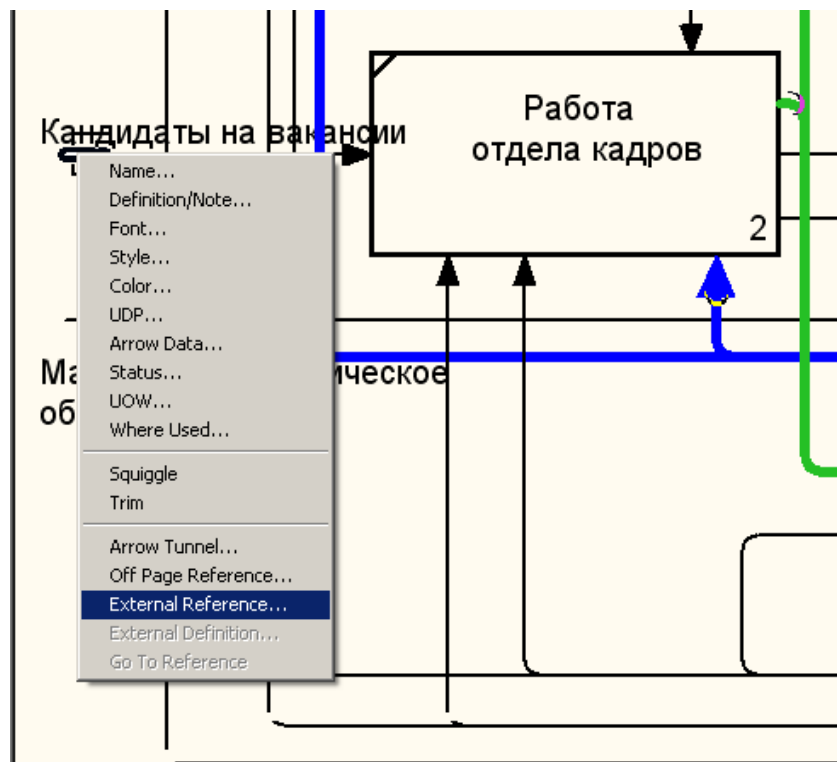 Работа
отдела кадров
2
Кандидаты на вакансии
Name...
Definition/Note...
Font...
Style...
Color...
UDP...
Arrow Data...
Status...
UOW...
Where Used...
Squiggle
Trim
Arrow Tunnel...
Off Page Reference...
External Reference...
External Definition...
Go To Reference
Ма ическое
об